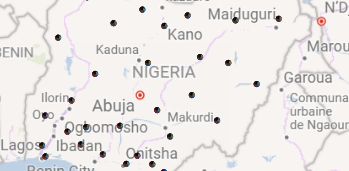 N'D
Maiduguri
Kano
BENIN
Kaduna
Marou
NIGERIA
Garoua
Ilorin
Abuja
Oyo
Communa
urbaine
de Ngaour
Ogbomosho
Makurdi
Lagos
Ibadan
Onitsha
Benin City